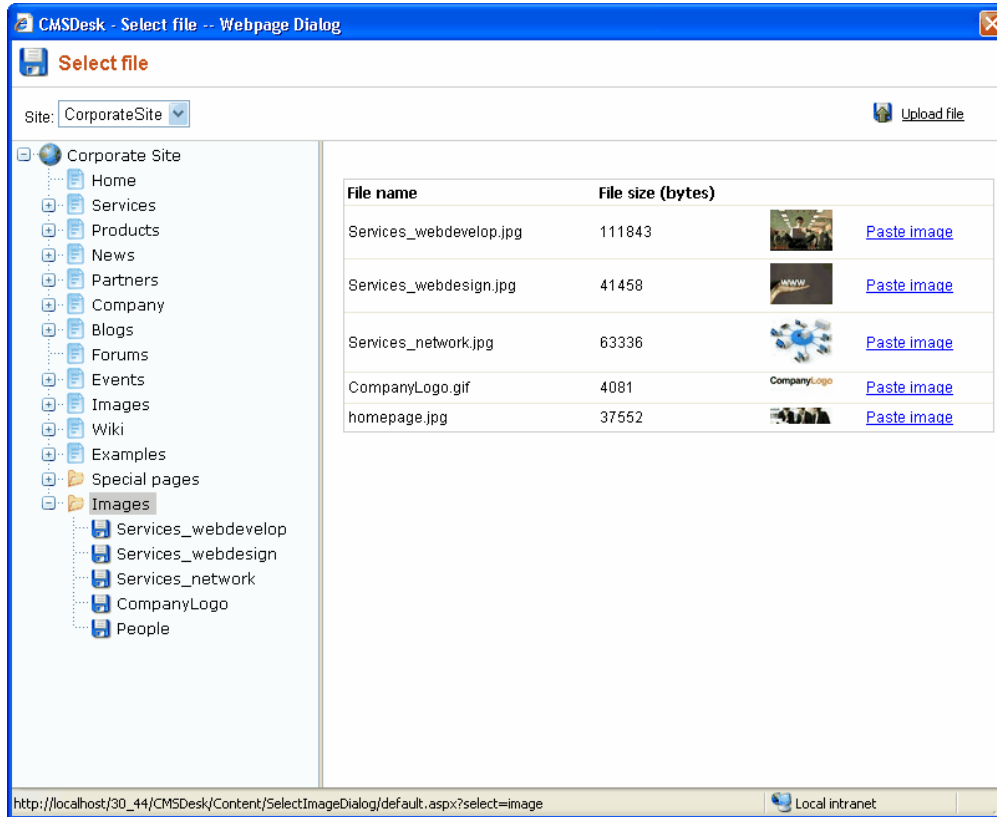 CMSDesk - Select file -- Webpage Dialog
Select file
Site: CorporateSite
Upload file
Corporate Site
Home
Services
Products
News
Partners
Company
Blogs
Forums
Events
Images
Wiki
Examples
Special pages
Images
Services_webdevelop
Services_webdesign
Services_network
CompanyLogo
People
File name File size (bytes)
Services_webdevelop.jpg 111843 Paste image
Services_webdesign.jpg 41458 www Paste image
Services_network.jpg 63336 Paste image
CompanyLogo.gif 4081 CompanyLogo Paste image
homepage.jpg 37552 Paste image
http://localhost/30_44/CMSDesk/Content/SelectImageDialog/default.aspx?select=image Local intranet